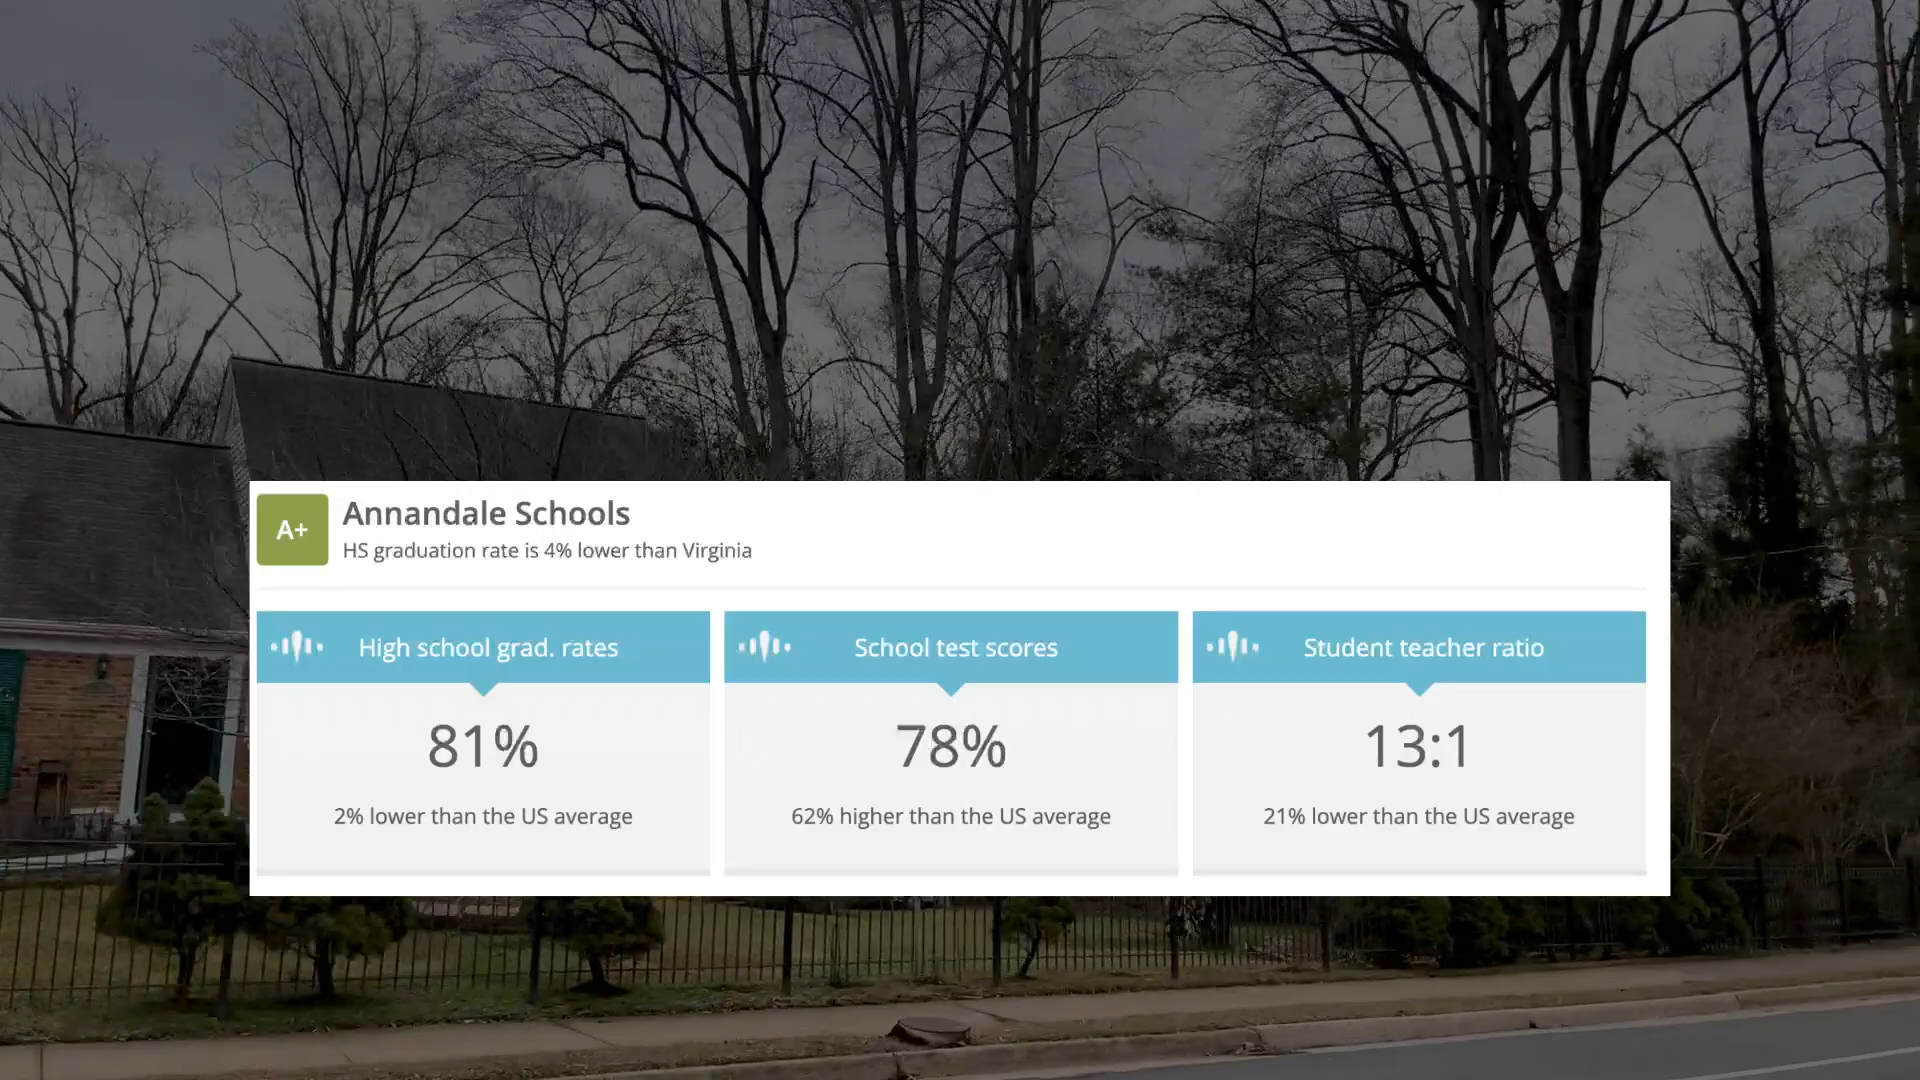 A+
Annandale Schools
HS graduation rate is 4% lower than Virginia
High school grad. rates
81%
2% lower than the US average
School test scores
78%
62% higher than the US average
Student teacher ratio
13:1
21% lower than the US average